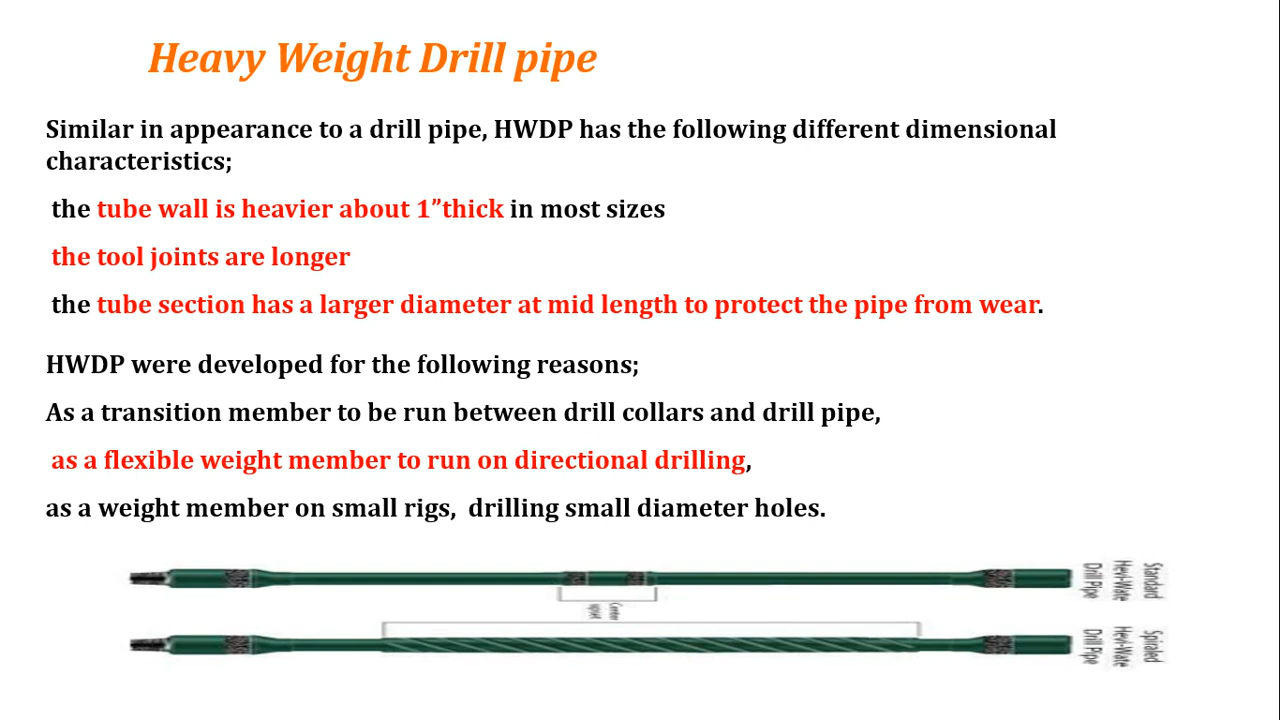 Heavy Weight Drill pipe
Similar in appearance to a drill pipe, HWDP has the following different dimensional
characteristics;
the tube wall is heavier about 1”thick in most sizes
the tool joints are longer
the tube section has a larger diameter at mid length to protect the pipe from wear.
HWDP were developed for the following reasons;
As a transition member to be run between drill collars and drill pipe,
as a flexible weight member to run on directional drilling,
as a weight member on small rigs,  drilling small diameter holes.
Standard
Hevi-Wate
Drill Pipe
Center
upset
Spiraled
Hevi-Wate
Drill Pipe